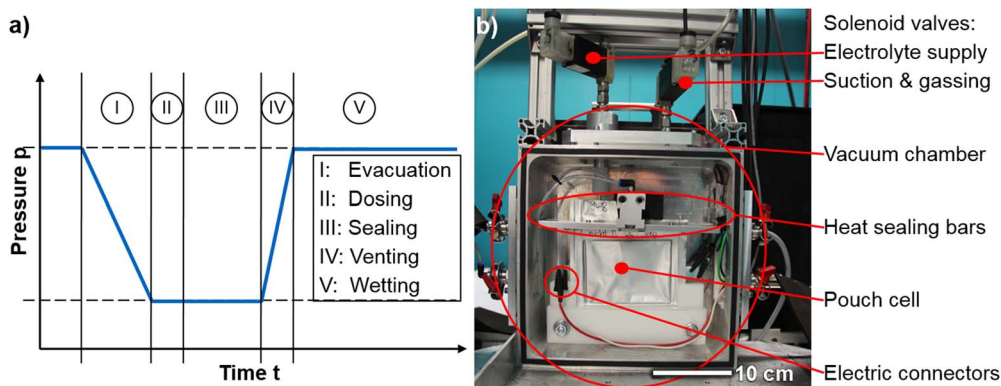 a)
I
II
III
IV
V
Pressure p
I: Evacuation
II: Dosing
III: Sealing
IV: Venting
V: Wetting
Time t
b)
Solenoid valves:
Electrolyte supply
Suction & gassing
Vacuum chamber
Heat sealing bars
Pouch cell
Electric connectors
10 cm